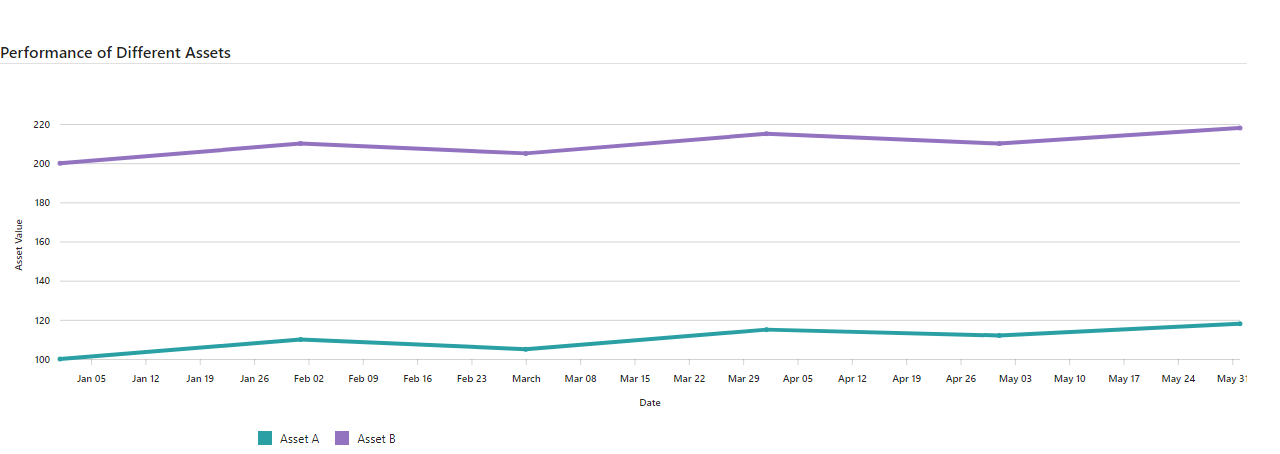 Performance of Different Assets
220
200
180
160
140
120
100
Asset Value
Jan 05 Jan 12 Jan 19 Jan 26 Feb 02 Feb 09 Feb 16 Feb 23 March Mar 08 Mar 15 Mar 22 Mar 29 Apr 05 Apr 12 Apr 19 Apr 26 May 03 May 10 May 17 May 24 May 31
Date
Asset A Asset B